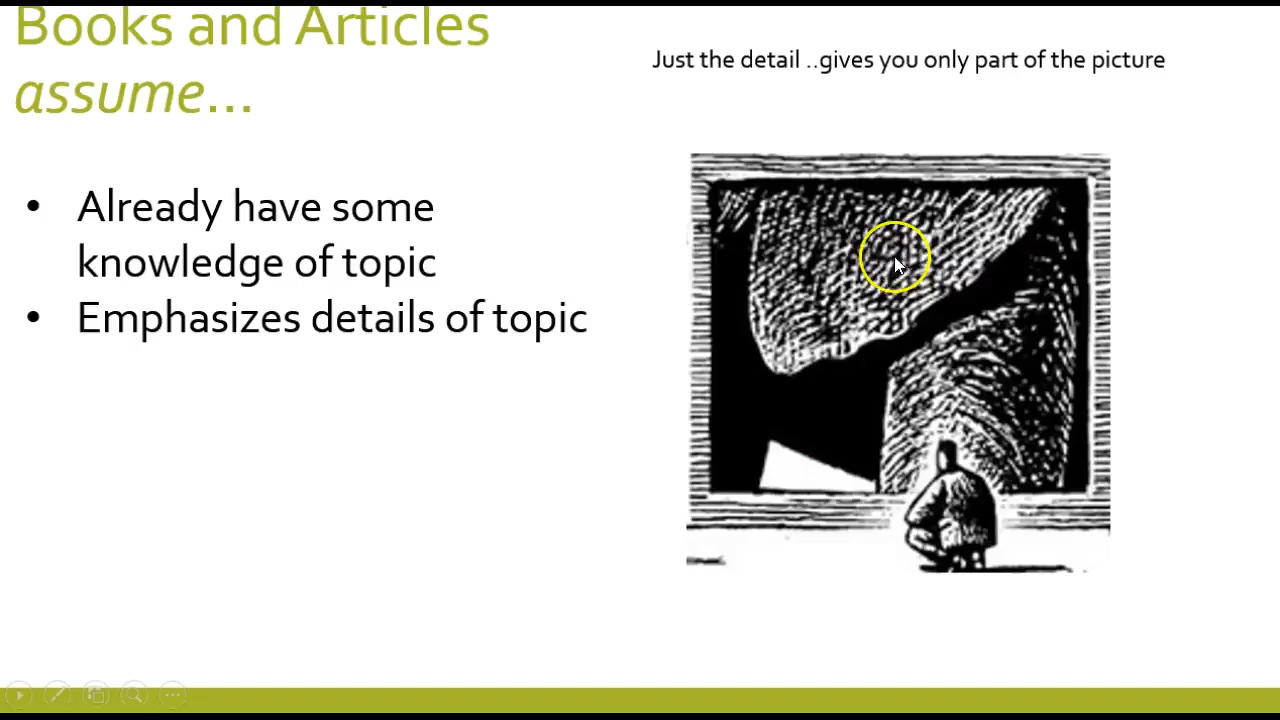 Books and Articles
assume...
Just the detail ..gives you only part of the picture
• Already have some
knowledge of topic
• Emphasizes details of topic